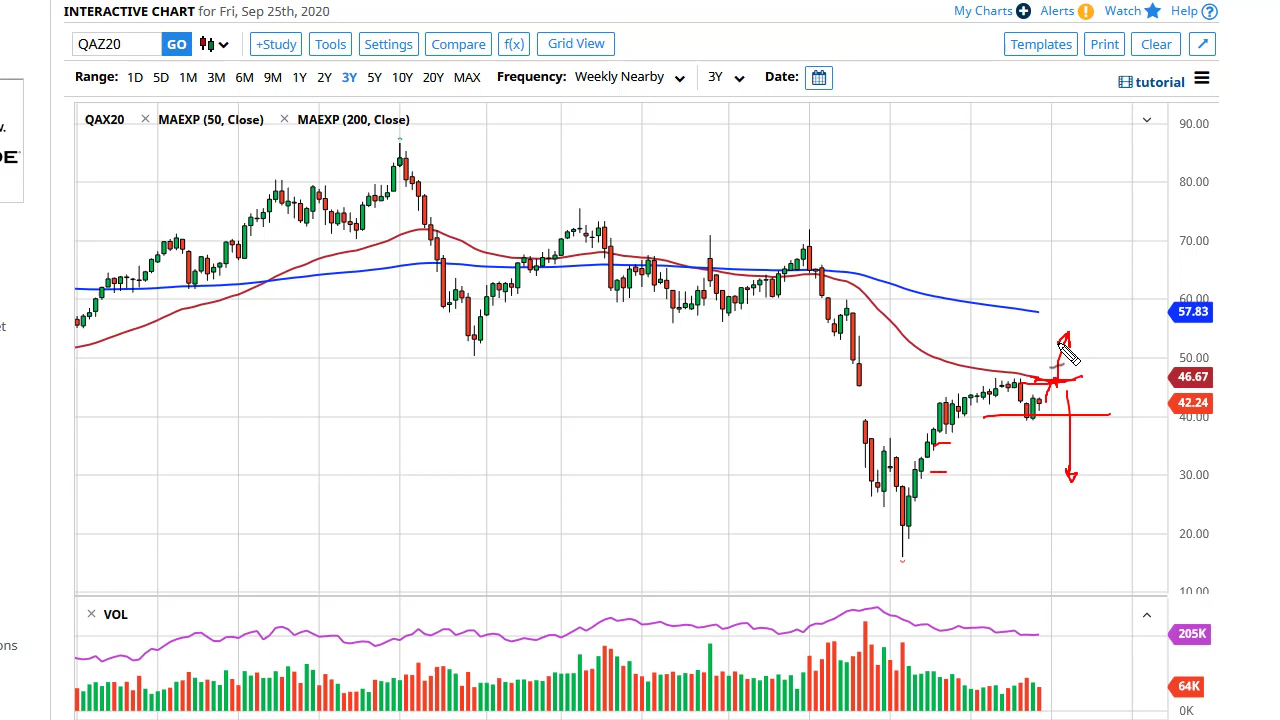 INTERACTIVE CHART for Fri, Sep 25th, 2020
My Charts Alerts Watch Help
QAZ20 GO +Study Tools Settings Compare f(x) Grid View Templates Print Clear
Range: 1D 5D 1M 3M 6M 9M 1Y 2Y 3Y 5Y 10Y 20Y MAX Frequency: Weekly Nearby 3Y Date: tutorial
QAX20 × MAEXP (50, Close) × MAEXP (200, Close)
w.
DE
et
ons
90.00
80.00
70.00
60.00
57.83
50.00
46.67
42.24
40.00
30.00
20.00
10.00
× VOL
205K
64K
0K